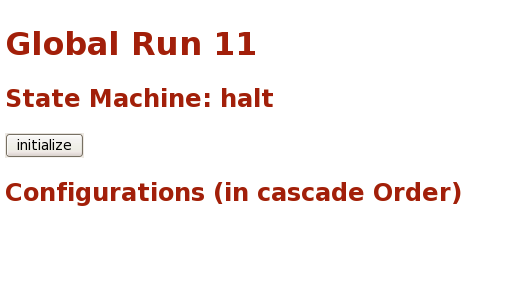 Global Run 11
State Machine: halt
initialize
Configurations (in cascade Order)